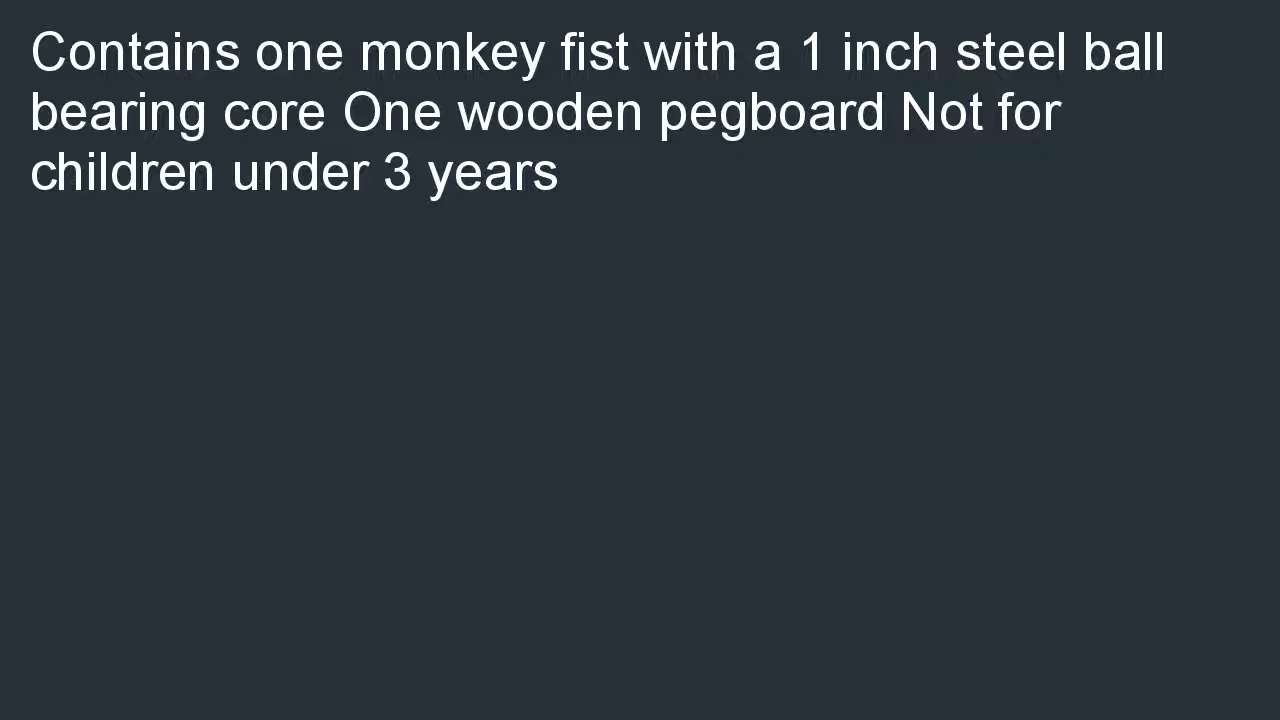 Contains one monkey fist with a 1 inch steel ball
bearing core One wooden pegboard Not for
children under 3 years